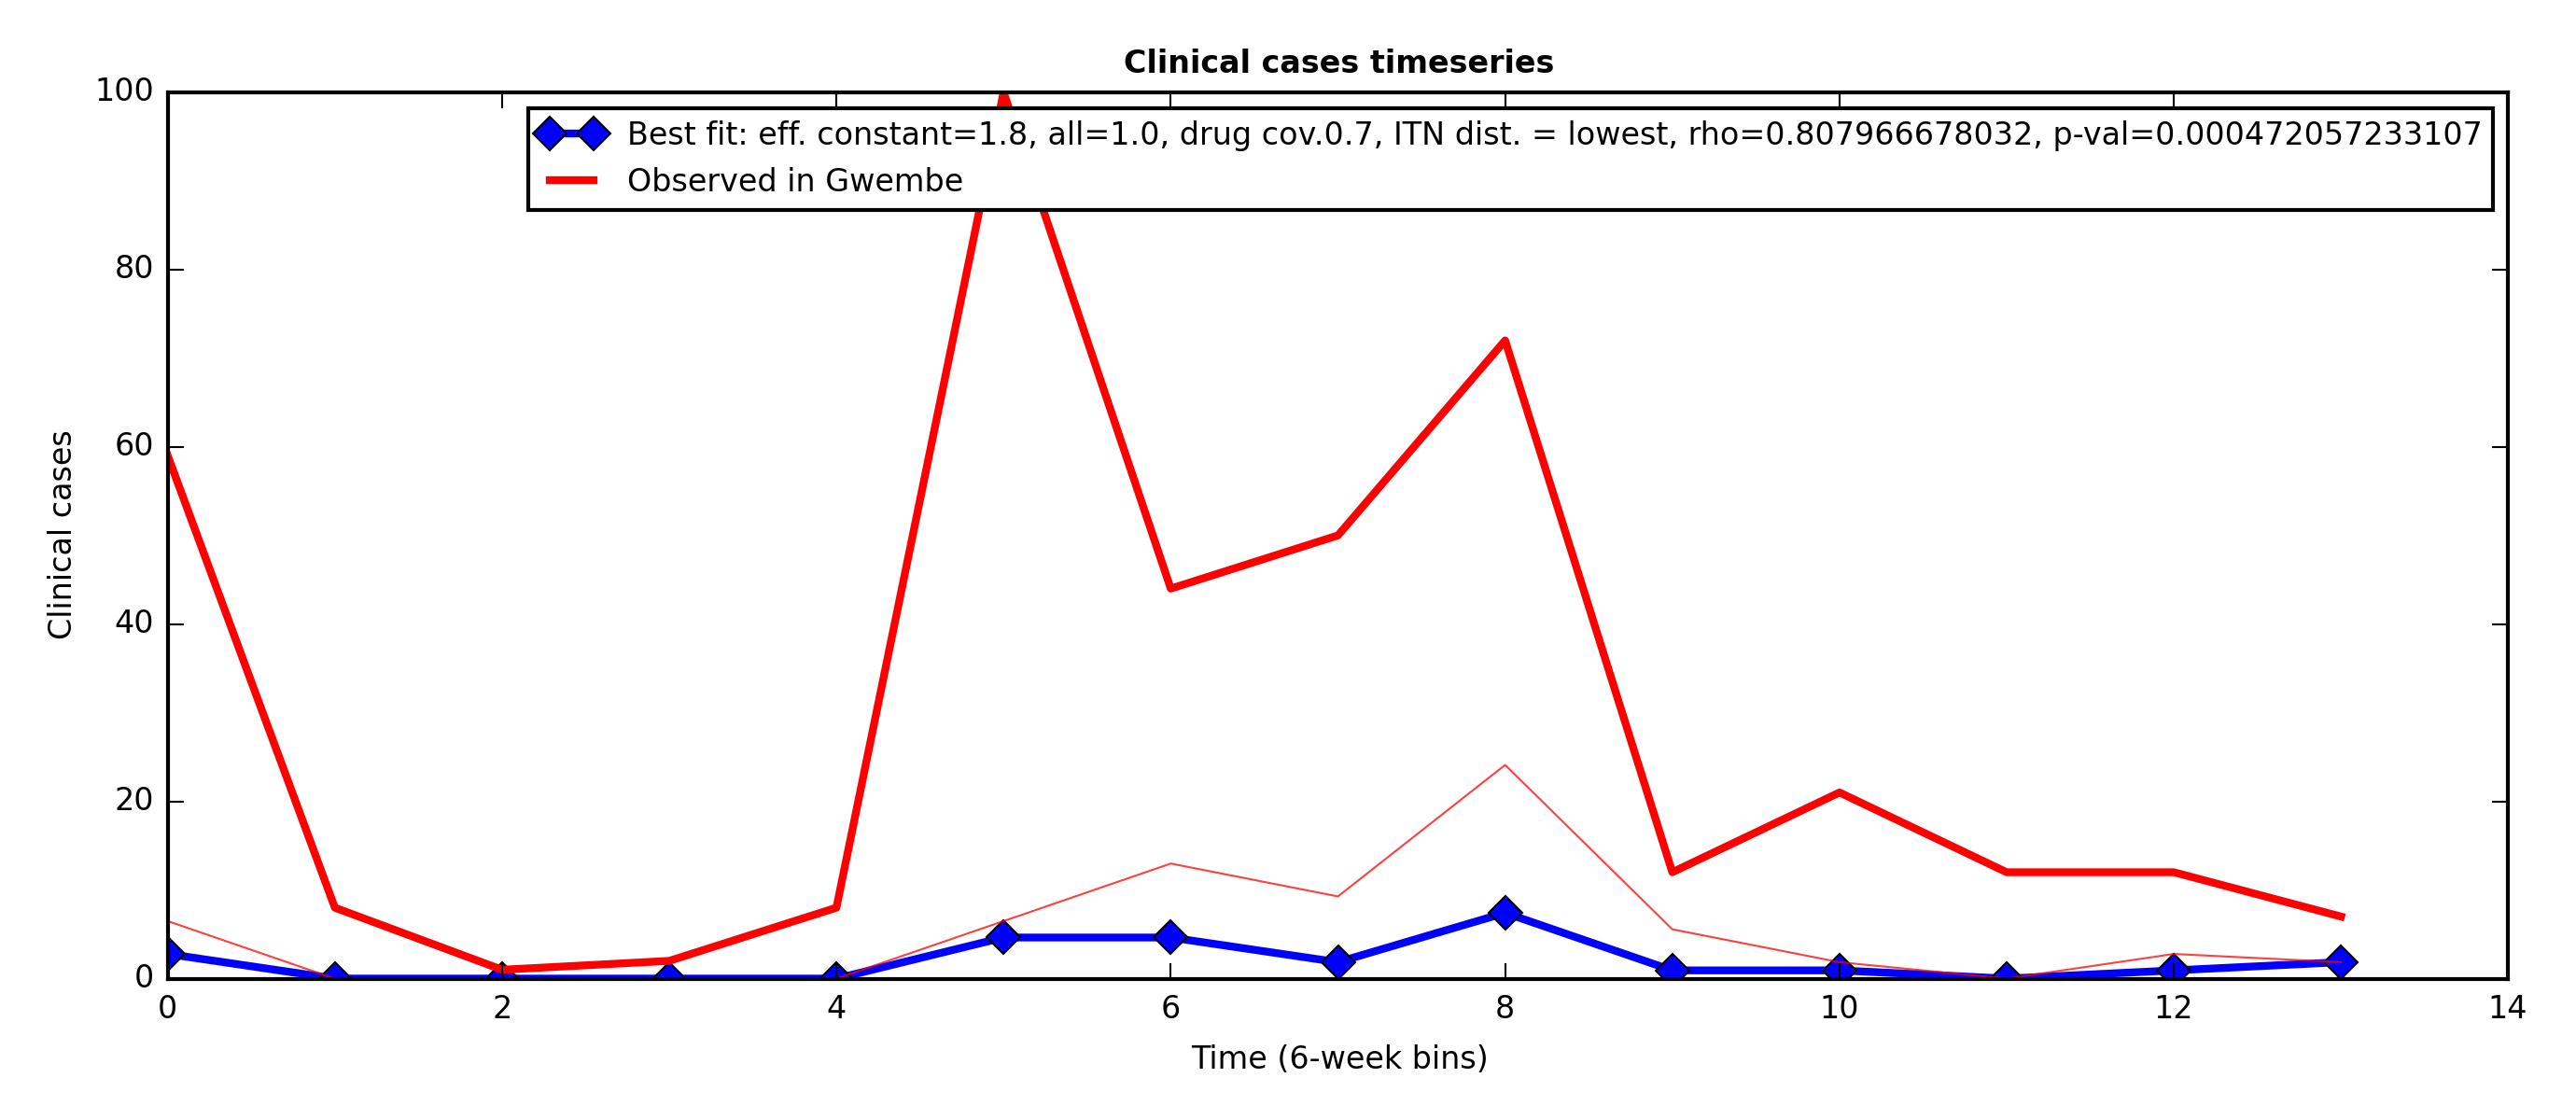 Clinical cases timeseries
Best fit: eff. constant=1.8, all=1.0, drug cov.0.7, ITN dist. = lowest, rho=0.807966678032, p-val=0.000472057233107
Observed in Gwembe
Clinical cases
100
80
60
40
20
0
0 2 4 6 8 10 12 14
Time (6-week bins)